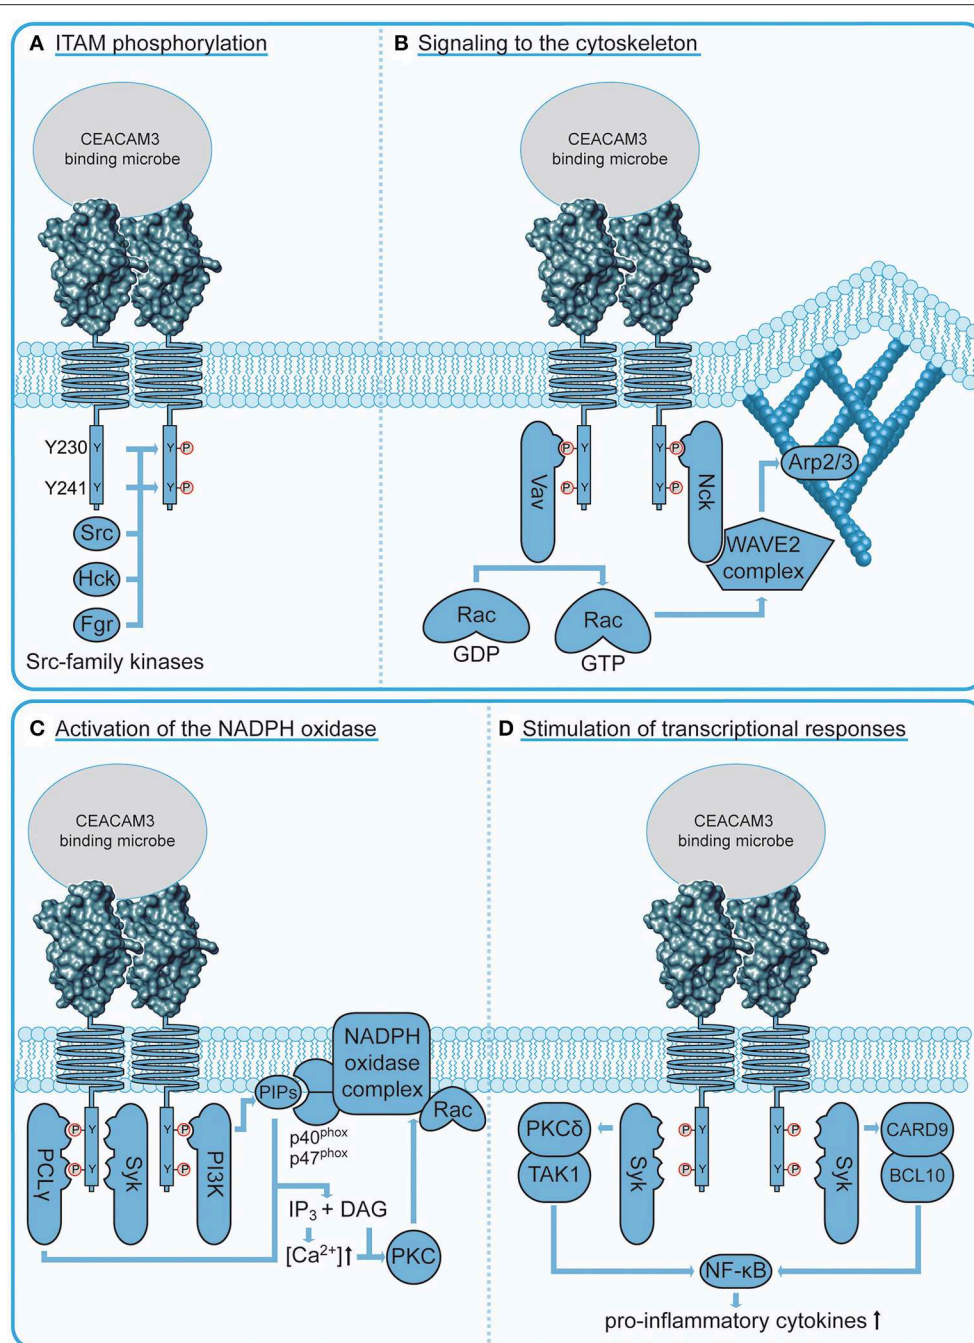 A ITAM phosphorylation
CEACAM3
binding microbe
Y230
Y241
Y
Y
Y
P
Y
P
Src
Hck
Fgr
Src-family kinases
B Signaling to the cytoskeleton
CEACAM3
binding microbe
Vav
P
Y
P
Y
Y
P
Y
P
Nck
Arp2/3
WAVE2
complex
Rac
GDP
Rac
GTP
C Activation of the NADPH oxidase
CEACAM3
binding microbe
NADPH
oxidase
complex
PIPs
Rac
p40phox
p47phox
PCLγ
P
Y
P
Y
Syk
P
Y
P
Y
PI3K
IP3 + DAG
[Ca2+]↑
PKC
D Stimulation of transcriptional responses
CEACAM3
binding microbe
PKCδ
TAK1
Syk
P
Y
P
Y
P
Y
P
Y
Syk
CARD9
BCL10
NF-κB
pro-inflammatory cytokines ↑